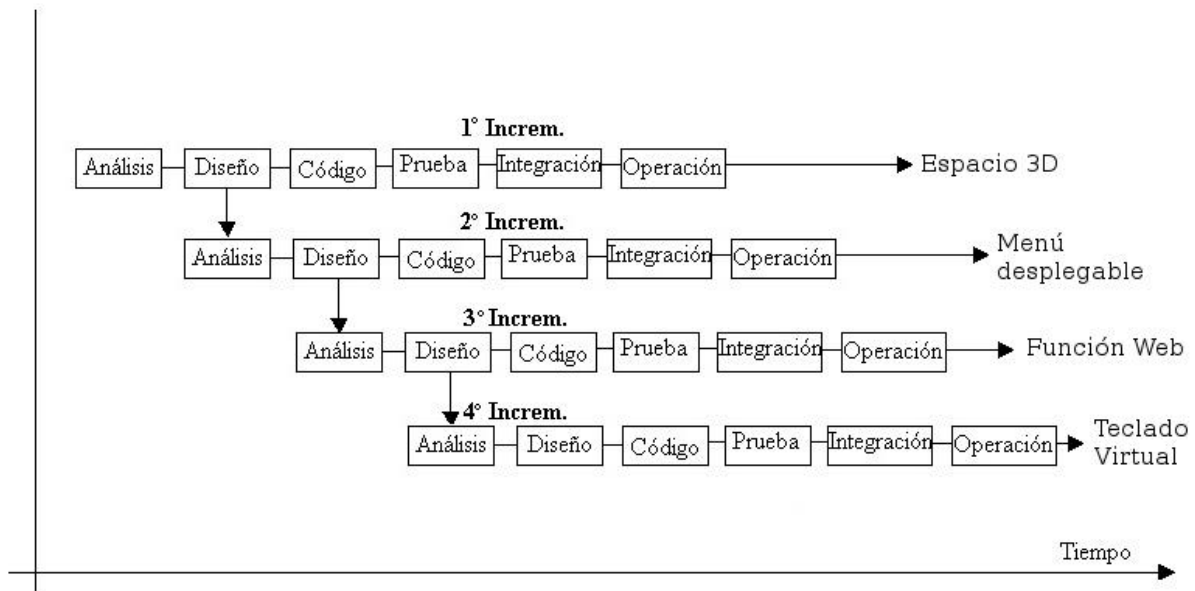 1° Increm.
Análisis Diseño Código Prueba Integración Operación Espacio 3D
2° Increm.
Análisis Diseño Código Prueba Integración Operación Menú
desplegable
3° Increm.
Análisis Diseño Código Prueba Integración Operación Función Web
4° Increm.
Análisis Diseño Código Prueba Integración Operación Teclado
Virtual
Tiempo